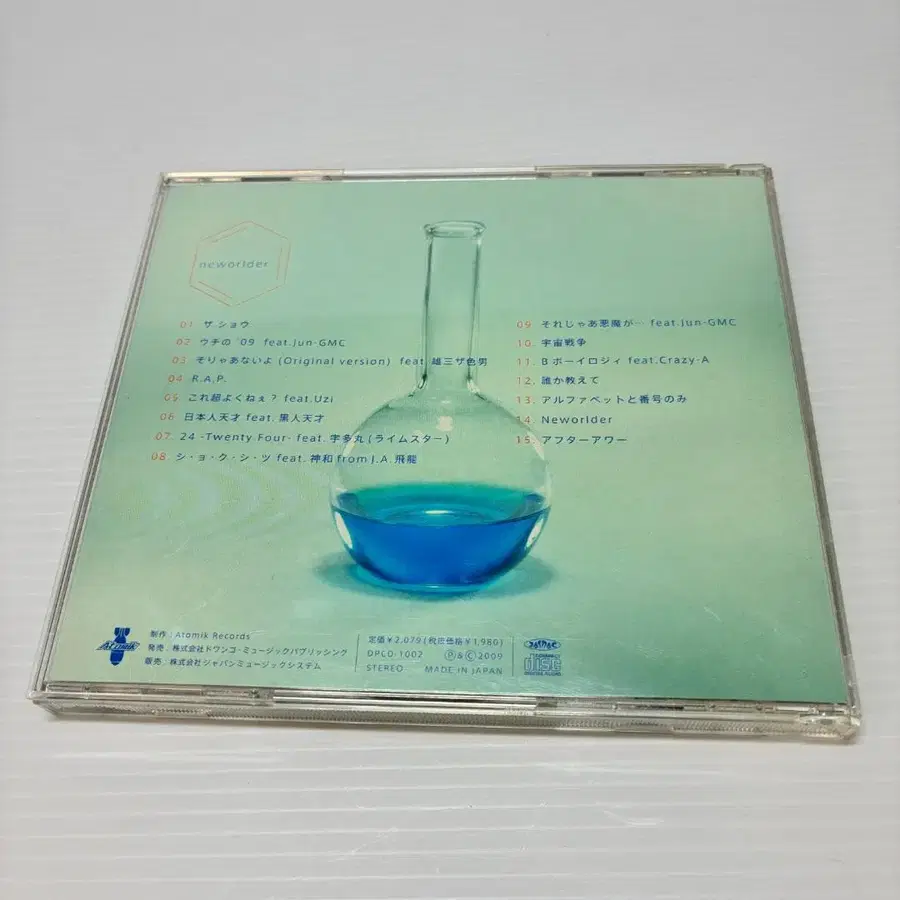 neworlder
01 ザ ショウ
02 ウチの '09 feat.Jun-GMC
03 そりゃあないよ (Original version) feat. 雄三ザ色男
04 R.A.P.
05 これ超よくねぇ? feat.Uzi
06 日本人天才 feat. 黒人天才
07. 24 -Twenty Four- feat. 宇多丸 (ライムスター)
08. シ・ョ・ク・シ・ツ feat. 神和 from J.A. 飛龍
09. それじゃあ悪魔が… feat.Jun-GMC
10. 宇宙戦争
11. Bボーイロジィ feat.Crazy-A
12. 誰か教えて
13. アルファベットと番号のみ
14. Neworlder
15. アフターアワー
Atomik
制作 : Atomik Records
発売 : 株式会社ドワンゴ・ミュージックパブリッシング
販売 : 株式会社ジャパンミュージックシステム
定価¥2,079 (税抜価格¥1,980)
DPCD-1002 Ⓟ&Ⓒ2009
STEREO MADE IN JAPAN
COMPACT disc
DIGITAL AUDIO